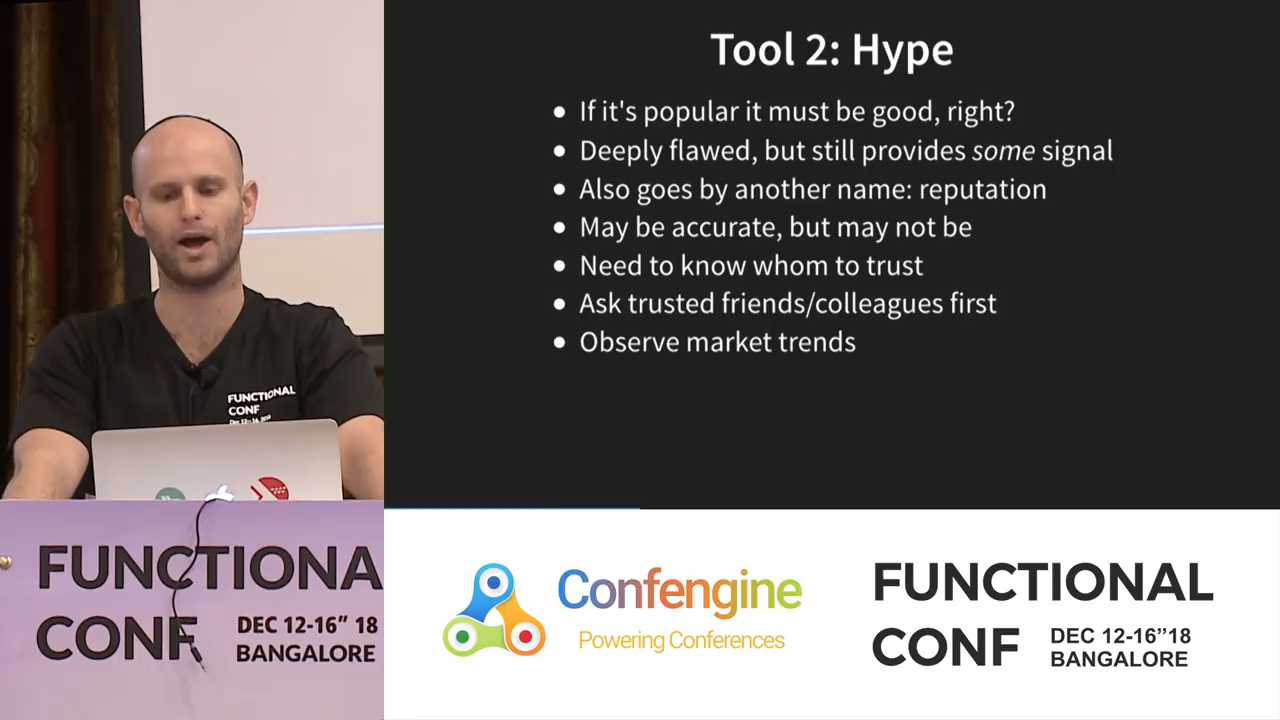 Tool 2: Hype
If it's popular it must be good, right?
Deeply flawed, but still provides some signal
Also goes by another name: reputation
May be accurate, but may not be
Need to know whom to trust
Ask trusted friends/colleagues first
Observe market trends
FUNCTIONAL
CONF
FUNCTIONA
CONF
DEC 12-16” 18
BANGALORE
Confengine
Powering Conferences
FUNCTIONAL
CONF
DEC 12-16”18
BANGALORE